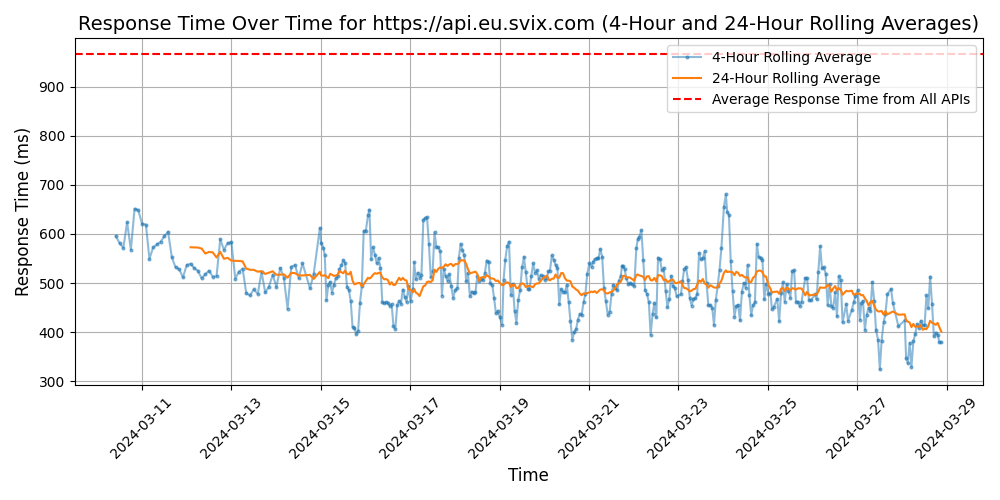 Response Time Over Time for https://api.eu.svix.com (4-Hour and 24-Hour Rolling Averages)
4-Hour Rolling Average
24-Hour Rolling Average
Average Response Time from All APIs
Response Time (ms)
900
800
700
600
500
400
300
2024-03-11
2024-03-13
2024-03-15
2024-03-17
2024-03-19
2024-03-21
2024-03-23
2024-03-25
2024-03-27
2024-03-29
Time